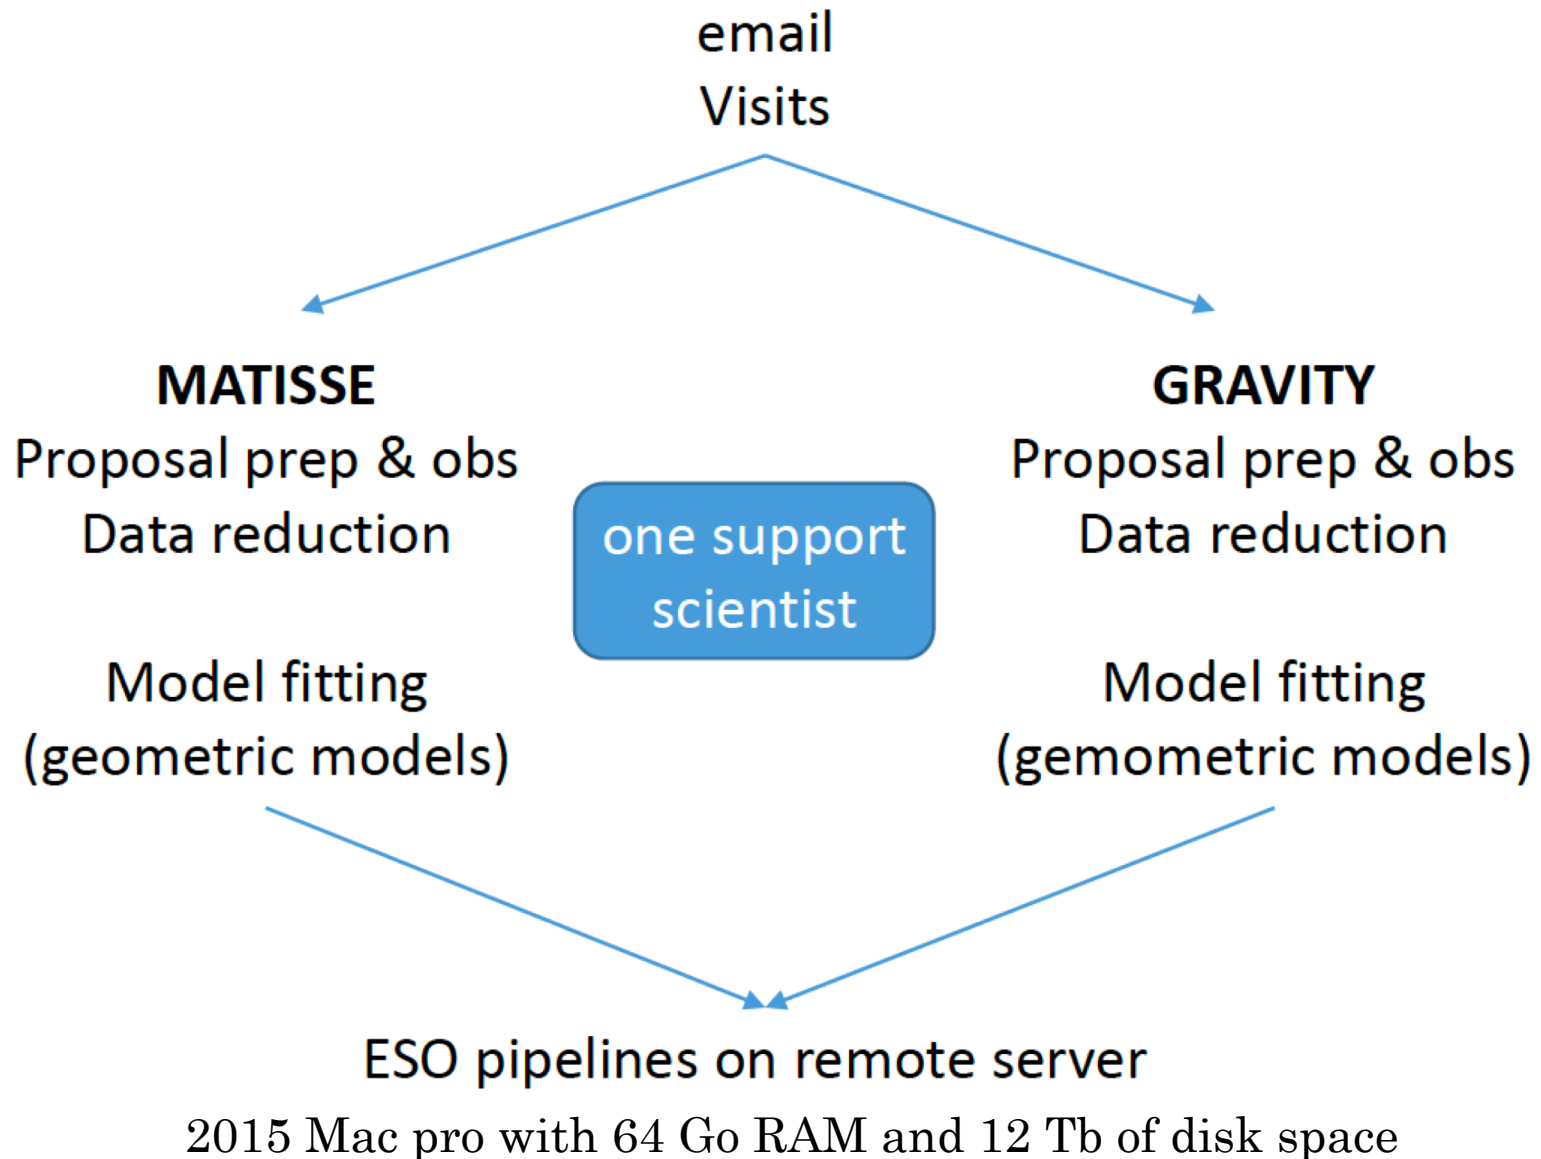 email
Visits
MATISSE
Proposal prep & obs
Data reduction
Model fitting
(geometric models)
one support
scientist
GRAVITY
Proposal prep & obs
Data reduction
Model fitting
(gemometric models)
ESO pipelines on remote server
2015 Mac pro with 64 Go RAM and 12 Tb of disk space